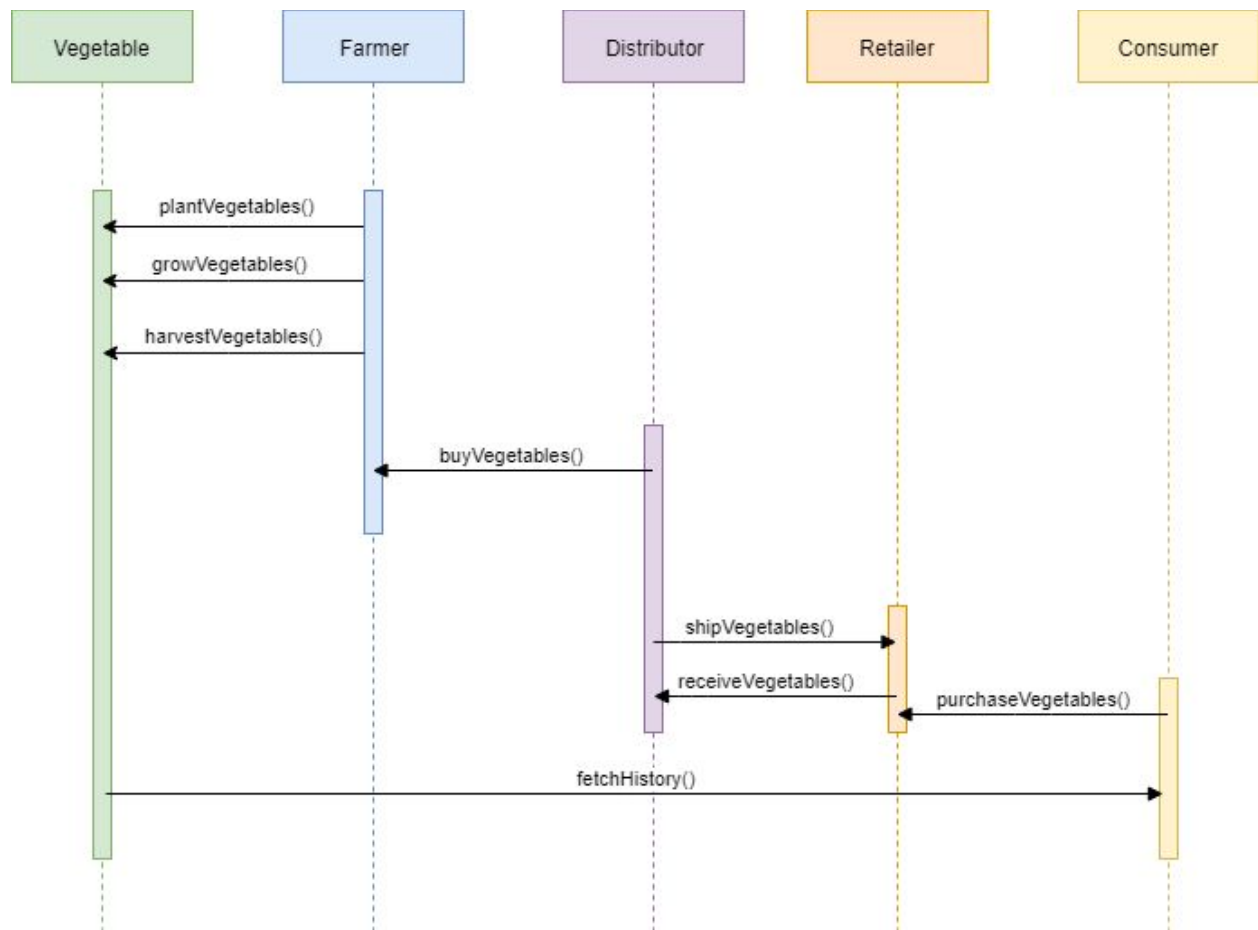 Vegetable
Farmer
Distributor
Retailer
Consumer
plantVegetables()
growVegetables()
harvestVegetables()
buyVegetables()
shipVegetables()
receiveVegetables()
purchaseVegetables()
fetchHistory()